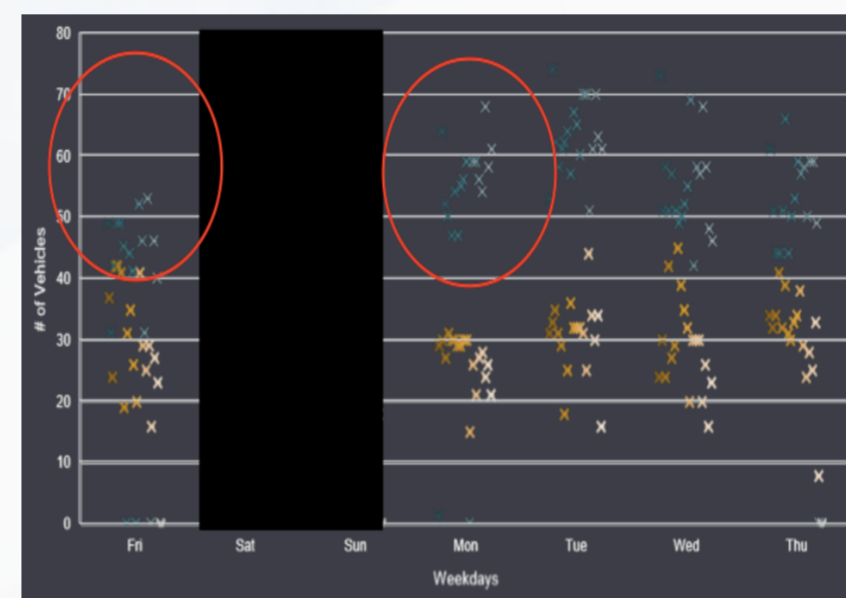 80
70
60
50
40
30
20
10
0
# of Vehicles
Fri
Sat
Sun
Mon
Tue
Wed
Thu
Weekdays